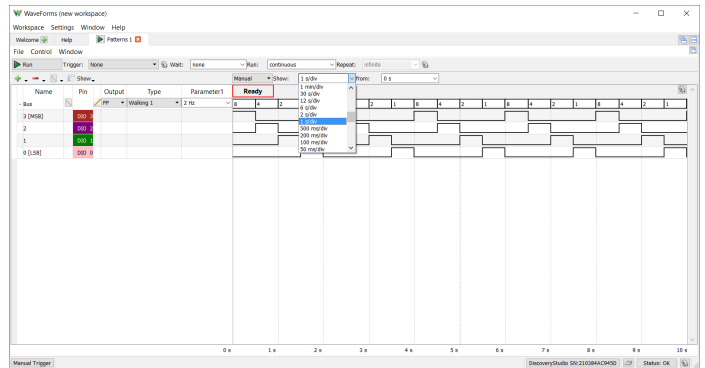 WaveForms (new workspace)
Workspace Settings Window Help
Welcome Help Patterns 1
File Control Window
Run Trigger: None Wait: none Run: continuous Repeat: infinite
Show Manual Show: 1 s/div from: 0 s
Name Pin Output Type Parameter1 Ready
1 min/div
30 s/div
12 s/div
6 s/div
2 s/div
1 s/div
500 ms/div
200 ms/div
100 ms/div
50 ms/div
- Bus PP Walking 1 2 Hz 8 4 2 2 1 8 4 2 1 8 4 2 1 8 4 2 1
3 [MSB] DIO 3
2 DIO 2
1 DIO 1
0 [LSB] DIO 0
0 s 1 s 2 s 3 s 4 s 5 s 6 s 7 s 8 s 9 s 10 s
Manual Trigger DiscoveryStudio SN:210384AC945D Status: OK